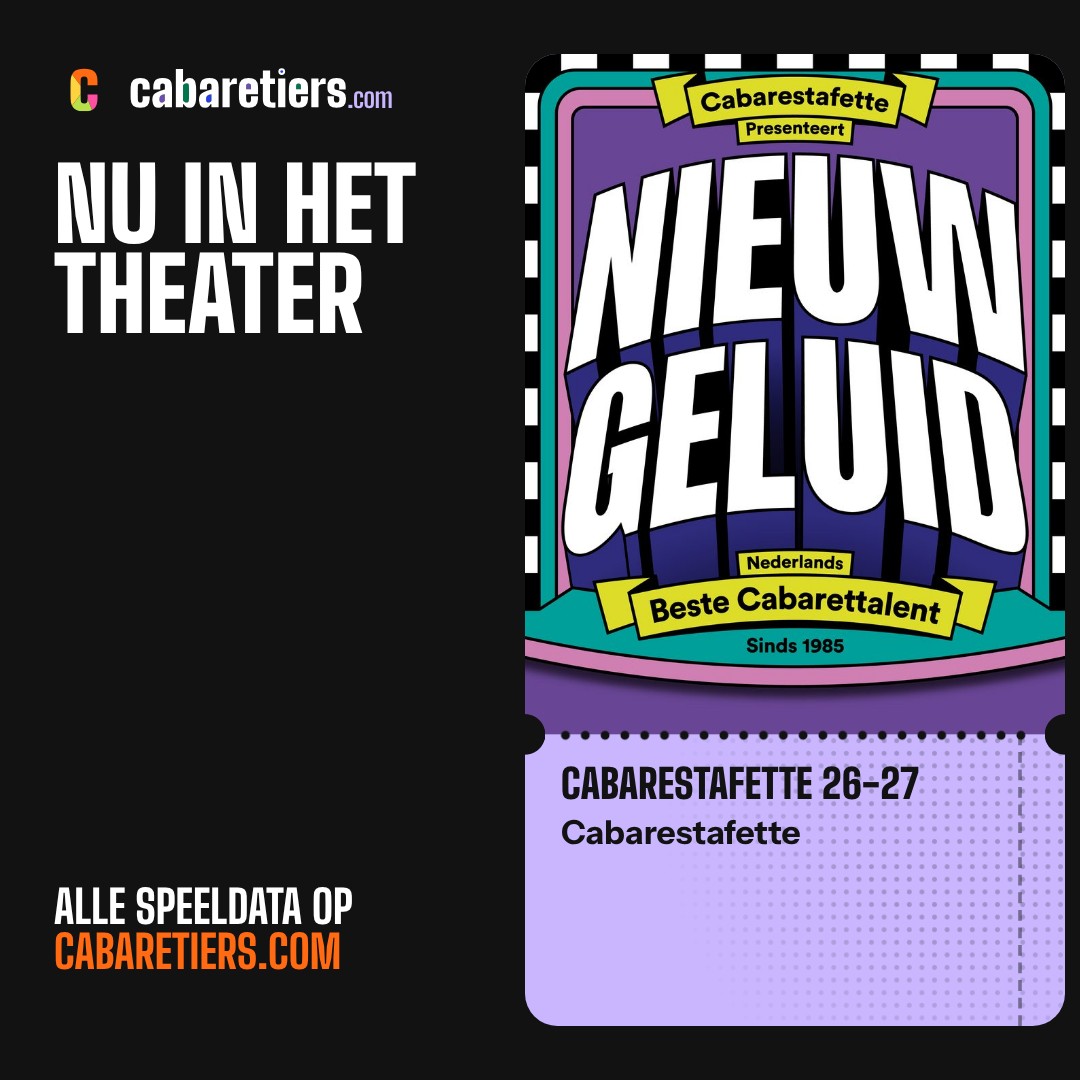 cabaretiers.com
NU IN HET
THEATER
Cabarestafette
Presenteert
NIEUW
GELUID
Nederlands
Beste Cabarettalent
Sinds 1985
CABARESTAFETTE 26-27
Cabarestafette
ALLE SPEELDATA OP
CABARETIERS.COM